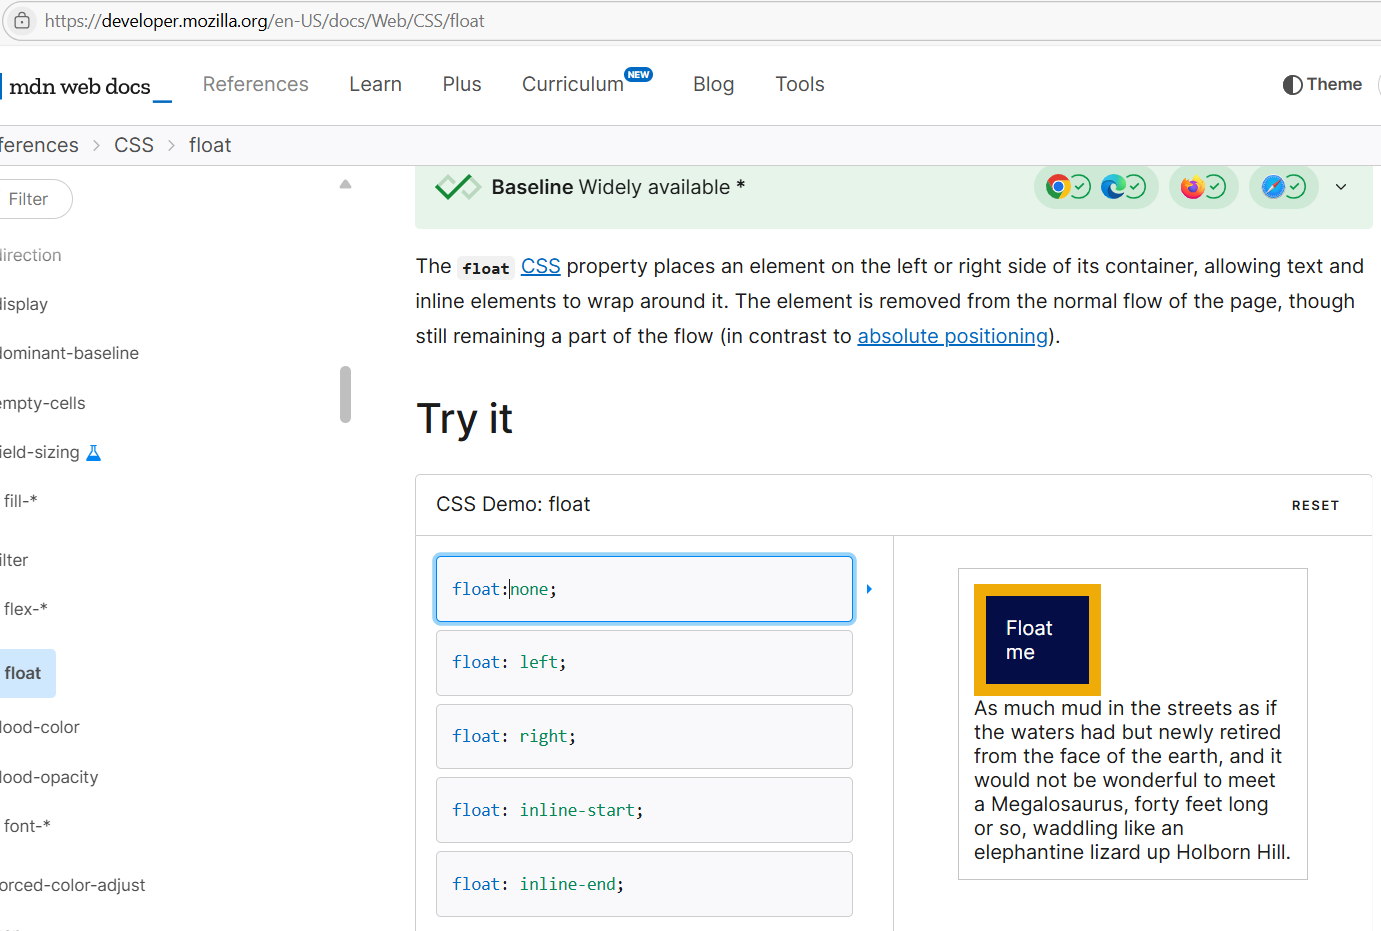 https://developer.mozilla.org/en-US/docs/Web/CSS/float
mdn web docs_ References Learn Plus Curriculum NEW Blog Tools Theme
ferences > CSS > float
Filter
direction
display
dominant-baseline
empty-cells
ield-sizing
fill-*
ilter
flex-*
float
lood-color
lood-opacity
font-*
orced-color-adjust
Baseline Widely available *
The float CSS property places an element on the left or right side of its container, allowing text and
inline elements to wrap around it. The element is removed from the normal flow of the page, though
still remaining a part of the flow (in contrast to absolute positioning).
Try it
CSS Demo: float
RESET
float:none;
float: left;
float: right;
float: inline-start;
float: inline-end;
Float
me
As much mud in the streets as if
the waters had but newly retired
from the face of the earth, and it
would not be wonderful to meet
a Megalosaurus, forty feet long
or so, waddling like an
elephantine lizard up Holborn Hill.